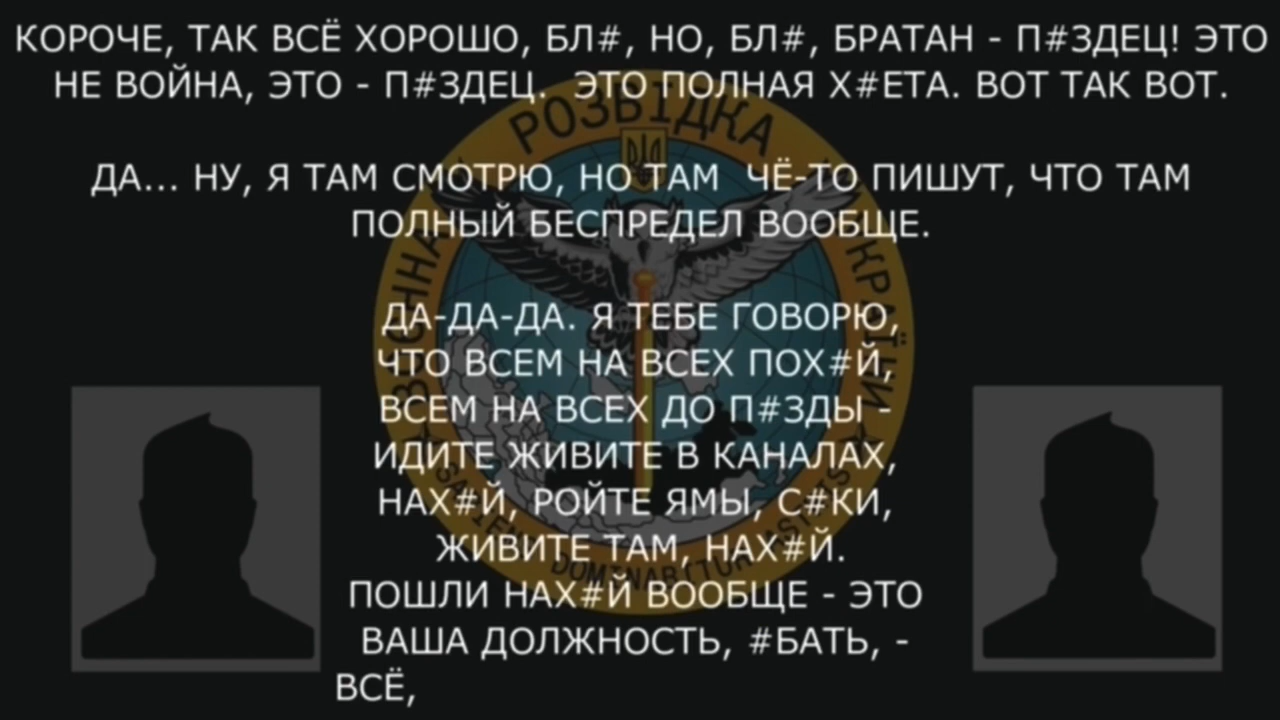 КОРОЧЕ, ТАК ВСЁ ХОРОШО, БЛ#, НО, БЛ#, БРАТАН - П#ЗДЕЦ! ЭТО
НЕ ВОЙНА, ЭТО - П#ЗДЕЦ. ЭТО ПОЛНАЯ Х#ЕТА. ВОТ ТАК ВОТ.
РОЗВІДКА
ДА... НУ, Я ТАМ СМОТРЮ, НО ТАМ ЧЁ-ТО ПИШУТ, ЧТО ТАМ
ПОЛНЫЙ БЕСПРЕДЕЛ ВООБЩЕ.
ДА-ДА-ДА. Я ТЕБЕ ГОВОРЮ,
ЧТО ВСЕМ НА ВСЕХ ПОХ#Й,
ВСЕМ НА ВСЕХ ДО П#ЗДЫ -
ИДИТЕ ЖИВИТЕ В КАНАЛАХ,
НАХ#Й, РОЙТЕ ЯМЫ, С#КИ,
ЖИВИТЕ ТАМ, НАХ#Й.
ПОШЛИ НАХ#Й ВООБЩЕ - ЭТО
ВАША ДОЛЖНОСТЬ, #БАТЬ, -
ВСЁ,